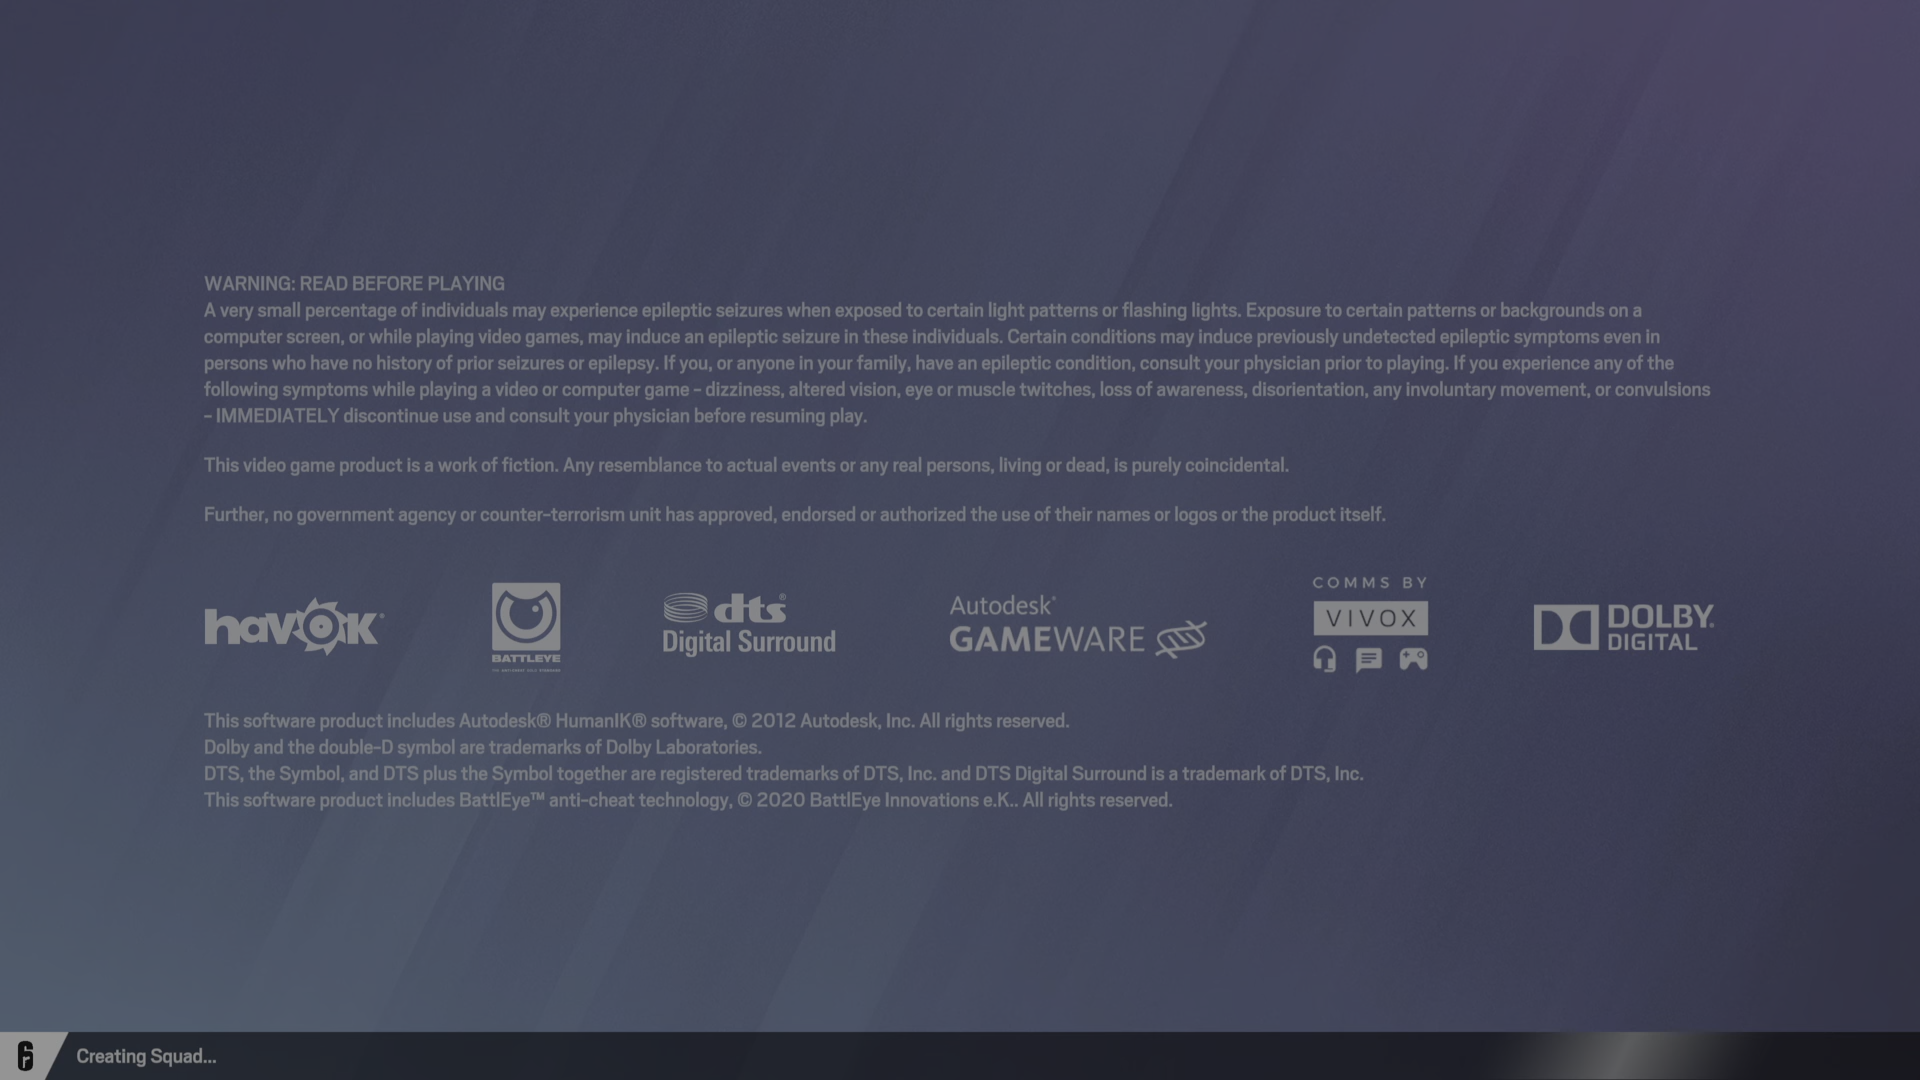 WARNING: READ BEFORE PLAYING
A very small percentage of individuals may experience epileptic seizures when exposed to certain light patterns or flashing lights. Exposure to certain patterns or backgrounds on a
computer screen, or while playing video games, may induce an epileptic seizure in these individuals. Certain conditions may induce previously undetected epileptic symptoms even in
persons who have no history of prior seizures or epilepsy. If you, or anyone in your family, have an epileptic condition, consult your physician prior to playing. If you experience any of the
following symptoms while playing a video or computer game - dizziness, altered vision, eye or muscle twitches, loss of awareness, disorientation, any involuntary movement, or convulsions
- IMMEDIATELY discontinue use and consult your physician before resuming play.
This video game product is a work of fiction. Any resemblance to actual events or any real persons, living or dead, is purely coincidental.
Further, no government agency or counter-terrorism unit has approved, endorsed or authorized the use of their names or logos or the product itself.
havok
BATTLEYE
dts®
Digital Surround
Autodesk®
GAMEWARE
COMMS BY
VIVOX
DOLBY®
DIGITAL
This software product includes Autodesk® HumanIK® software, © 2012 Autodesk, Inc. All rights reserved.
Dolby and the double-D symbol are trademarks of Dolby Laboratories.
DTS, the Symbol, and DTS plus the Symbol together are registered trademarks of DTS, Inc. and DTS Digital Surround is a trademark of DTS, Inc.
This software product includes BattlEye™ anti-cheat technology, © 2020 BattlEye Innovations e.K.. All rights reserved.
6
Creating Squad...